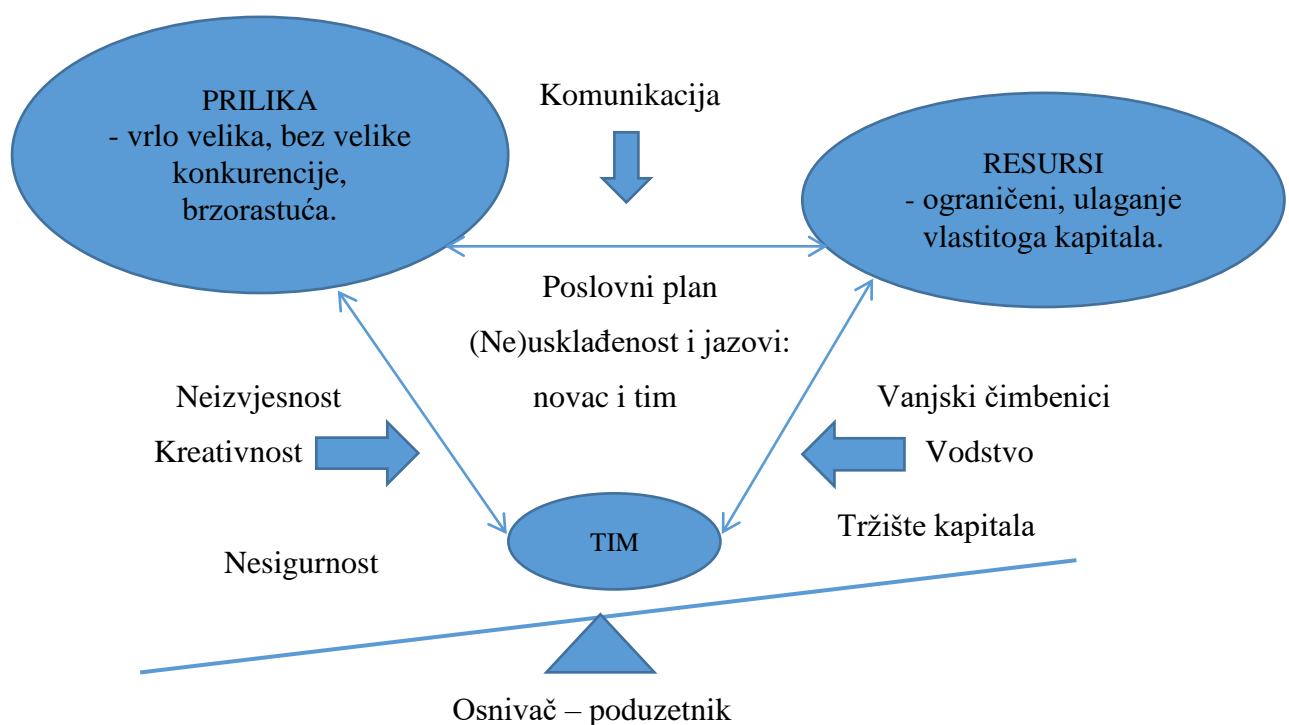 PRILIKA
- vrlo velika, bez velike
konkurencije,
brzorastuća.
Komunikacija
RESURSI
- ograničeni, ulaganje
vlastitoga kapitala.
Poslovni plan
(Ne)usklađenost i jazovi:
novac i tim
Neizvjesnost
Kreativnost
Vanjski čimbenici
Vodstvo
Tržište kapitala
TIM
Nesigurnost
Osnivač – poduzetnik